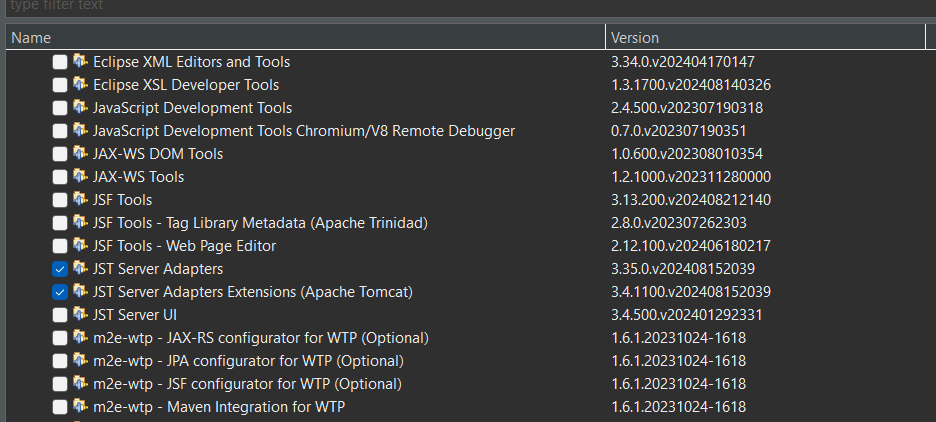 type filter text
Name Version
Eclipse XML Editors and Tools 3.34.0.v202404170147
Eclipse XSL Developer Tools 1.3.1700.v202408140326
JavaScript Development Tools 2.4.500.v202307190318
JavaScript Development Tools Chromium/V8 Remote Debugger 0.7.0.v202307190351
JAX-WS DOM Tools 1.0.600.v202308010354
JAX-WS Tools 1.2.1000.v202311280000
JSF Tools 3.13.200.v202408212140
JSF Tools - Tag Library Metadata (Apache Trinidad) 2.8.0.v202307262303
JSF Tools - Web Page Editor 2.12.100.v202406180217
JST Server Adapters 3.35.0.v202408152039
JST Server Adapters Extensions (Apache Tomcat) 3.4.1100.v202408152039
JST Server UI 3.4.500.v202401292331
m2e-wtp - JAX-RS configurator for WTP (Optional) 1.6.1.20231024-1618
m2e-wtp - JPA configurator for WTP (Optional) 1.6.1.20231024-1618
m2e-wtp - JSF configurator for WTP (Optional) 1.6.1.20231024-1618
m2e-wtp - Maven Integration for WTP 1.6.1.20231024-1618